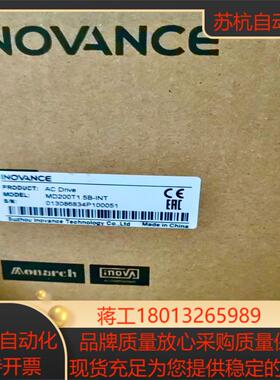 INOVANCE
苏杭自动化
INOVANCE
PRODUCT: AC Drive
MODEL: MD200T1.5B-INT
S/N: 013086834P100051
CE
EAC
Suzhou Inovance Technology Co.,Ltd Made in China
Monarch
INOVA
蒋工18013265989
自动化
品牌质量放心采购质量保
开票
现货充足为您提供稳定的